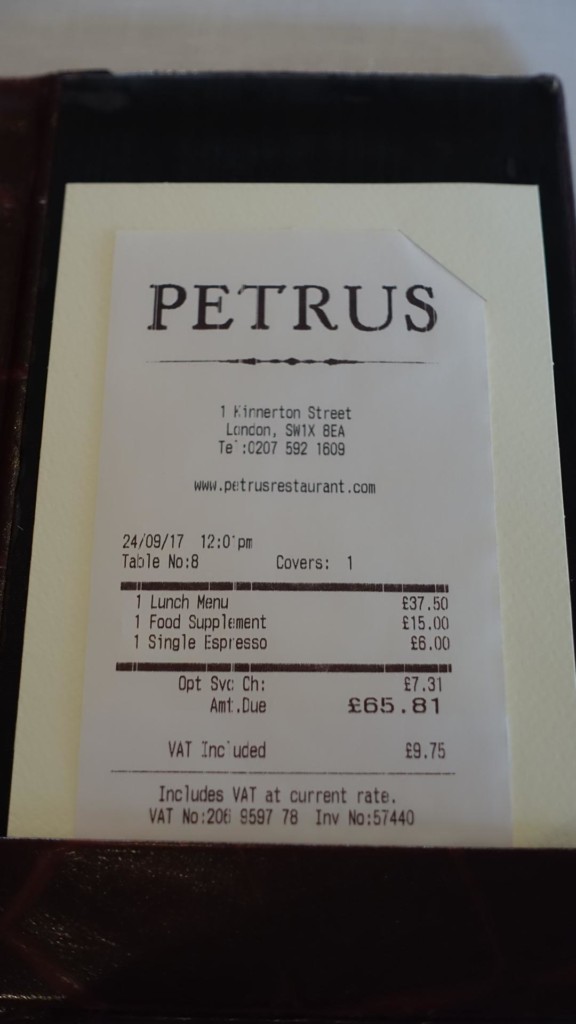 PETRUS
1 Kinnerton Street
London, SW1X 8EA
Tel:0207 592 1609
www.petrusrestaurant.com
24/09/17
Table No:8 Covers: 1
1 Lunch Menu £37.50
1 Food Supplement £15.00
1 Single Espresso £6.00
Opt Svc Ch: £7.31
Amt.Due £65.81
VAT Included £9.75
Includes VAT at current rate.
VAT No:206 9597 78 Inv No:57440